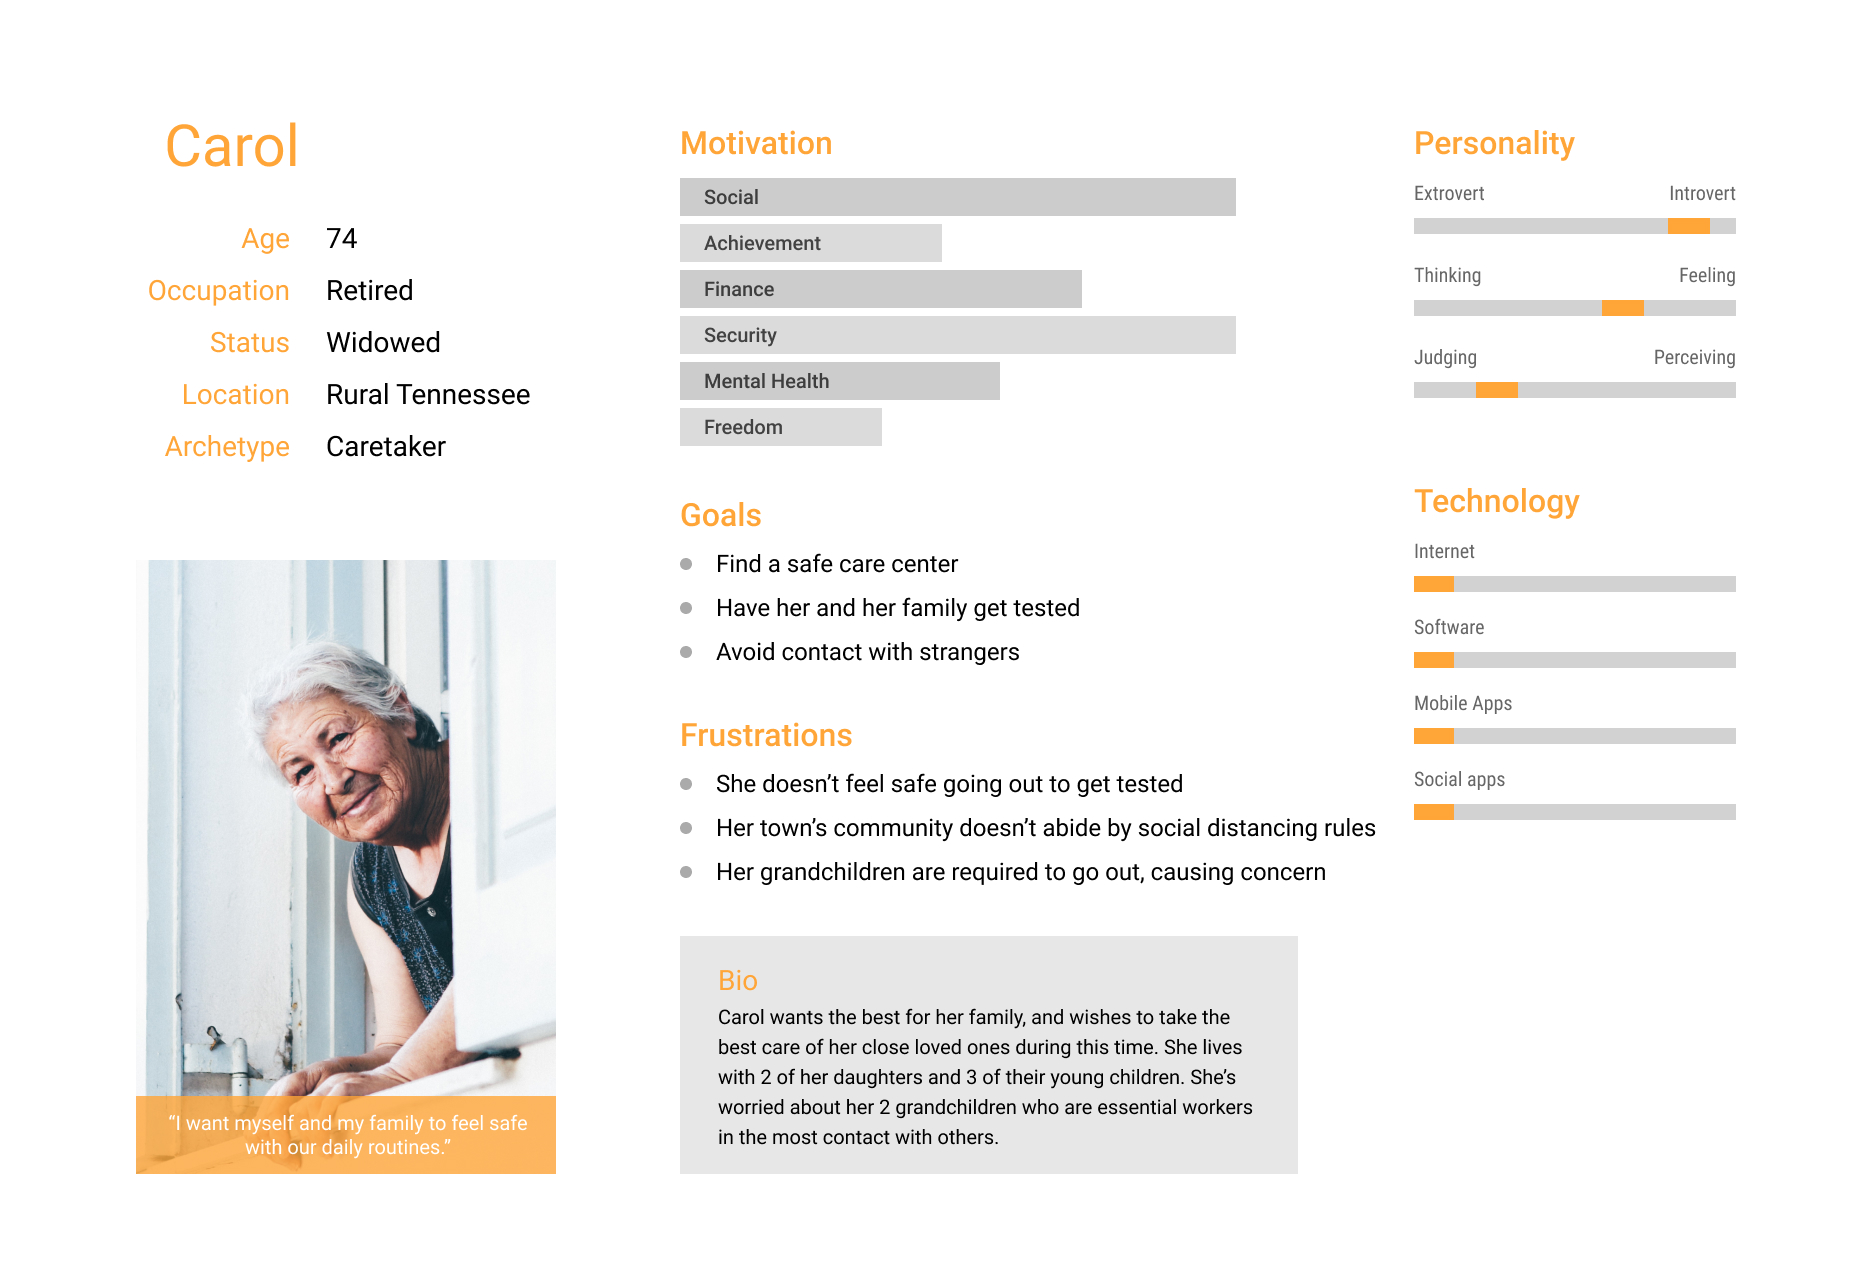 Carol
Age 74
Occupation Retired
Status Widowed
Location Rural Tennessee
Archetype Caretaker
“I want myself and my family to feel safe
with our daily routines.”
Motivation
Social
Achievement
Finance
Security
Mental Health
Freedom
Goals
Find a safe care center
Have her and her family get tested
Avoid contact with strangers
Frustrations
She doesn’t feel safe going out to get tested
Her town’s community doesn’t abide by social distancing rules
Her grandchildren are required to go out, causing concern
Bio
Carol wants the best for her family, and wishes to take the
best care of her close loved ones during this time. She lives
with 2 of her daughters and 3 of their young children. She’s
worried about her 2 grandchildren who are essential workers
in the most contact with others.
Personality
Extrovert Introvert
Thinking Feeling
Judging Perceiving
Technology
Internet
Software
Mobile Apps
Social apps